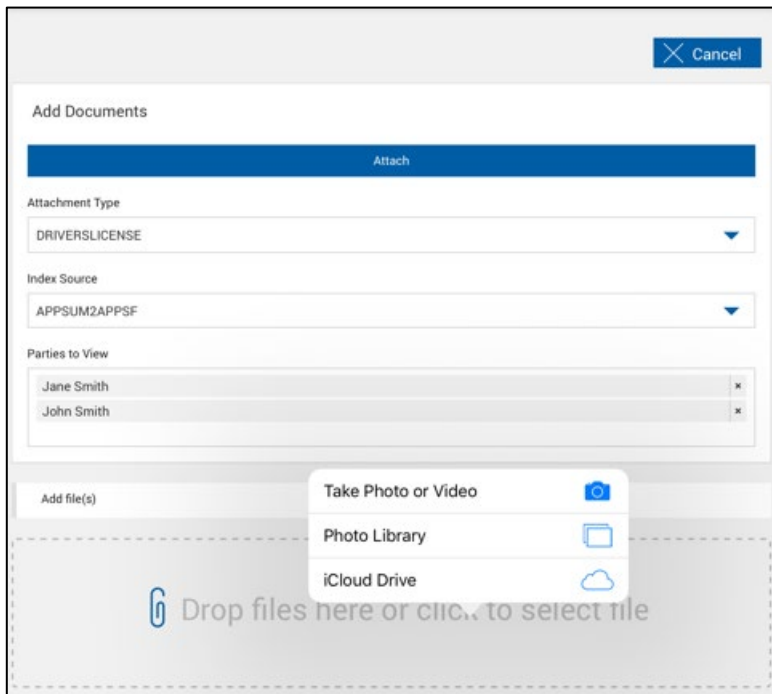 Cancel
Add Documents
Attach
Attachment Type
DRIVERSLICENSE
Index Source
APPSUM2APPSF
Parties to View
Jane Smith ×
John Smith ×
Add file(s)
Take Photo or Video
Photo Library
iCloud Drive
Drop files here or click to select file